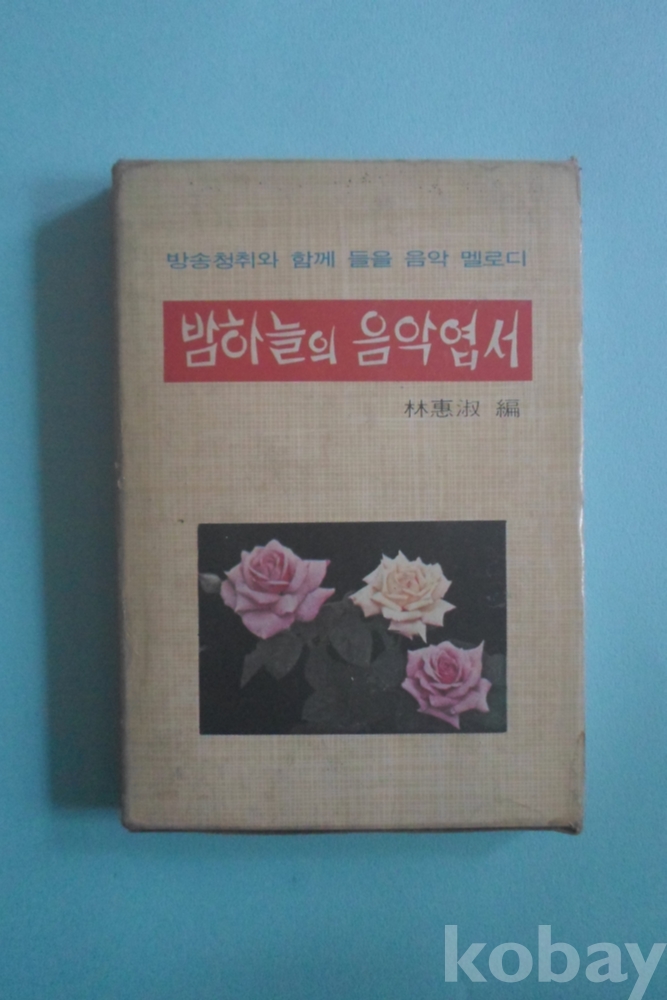 방송청취와 함께 들을 음악 멜로디
밤하늘의 음악엽서
林惠淑 編
kobay